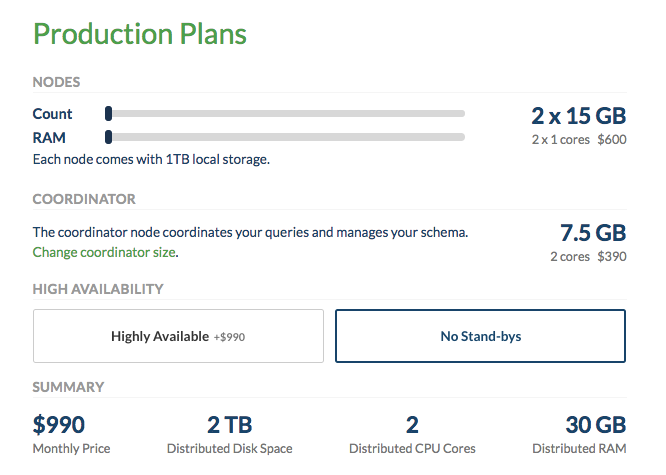 Production Plans
NODES
Count
2 x 15 GB
RAM
2 x 1 cores $600
Each node comes with 1TB local storage.
COORDINATOR
The coordinator node coordinates your queries and manages your schema.
7.5 GB
Change coordinator size.
2 cores $390
HIGH AVAILABILITY
Highly Available +$990
No Stand-bys
SUMMARY
$990 2 TB 2 30 GB
Monthly Price Distributed Disk Space Distributed CPU Cores Distributed RAM